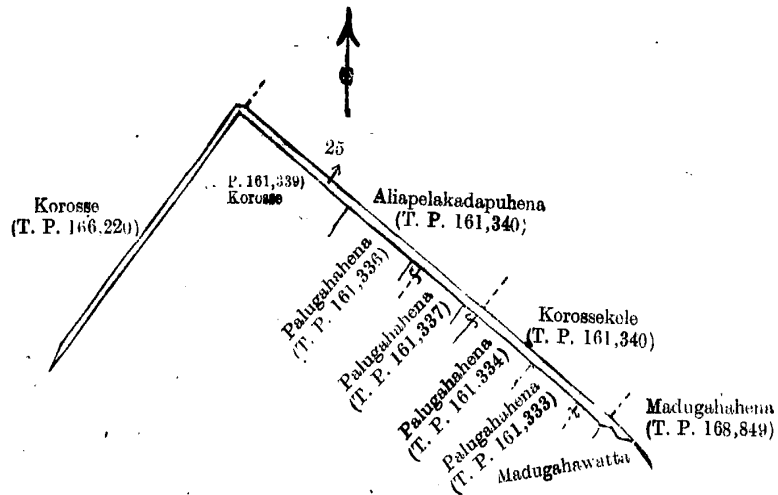 25
P. 161,339)
Korosse
Korosse
(T. P. 166,220)
Aliapelakadapuhena
(T. P. 161,340)
Palugahahena
(T. P. 161,336)
Palugahahena
(T. P. 161,337)
Palugahahena
(T. P. 161,334)
Palugahahena
(T. P. 161,333)
Korossekele
(T. P. 161,340)
Madugahahena
(T. P. 168,849)
Madugahawatta